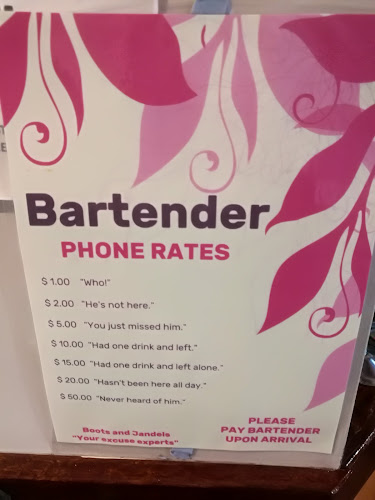 Bartender
PHONE RATES
$ 1.00 "Who!"
$ 2.00 "He's not here."
$ 5.00 "You just missed him."
$ 10.00 "Had one drink and left."
$ 15.00 "Had one drink and left alone."
$ 20.00 "Hasn't been here all day."
$ 50.00 "Never heard of him."
Boots and Jandels
"Your excuse experts"
PLEASE
PAY BARTENDER
UPON ARRIVAL